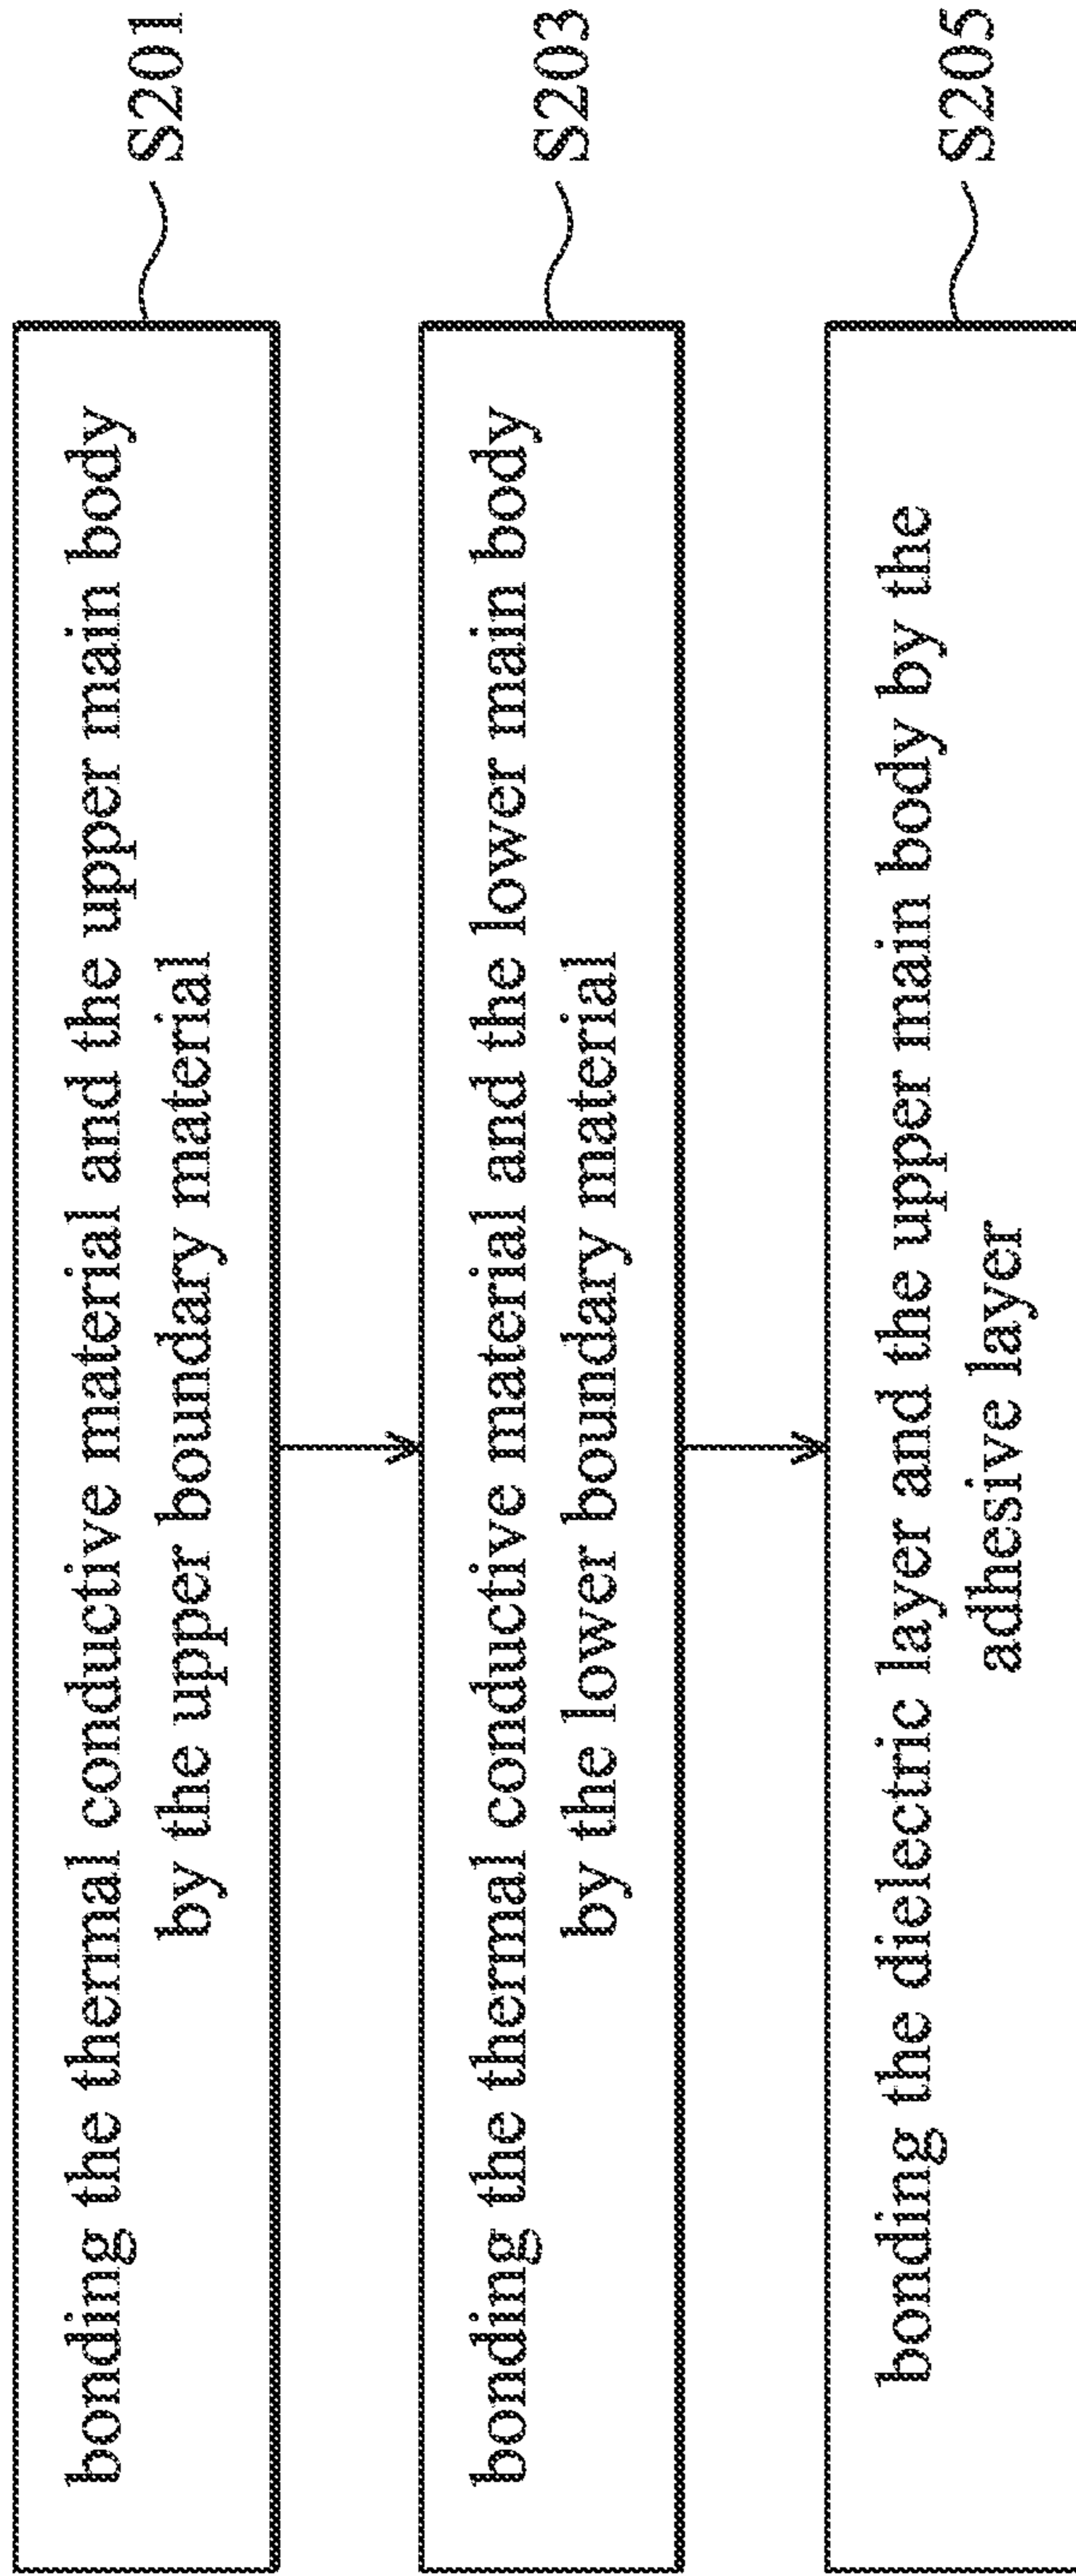 bonding the thermal conductive material and the upper main body
by the upper boundary material
S201
bonding the thermal conductive material and the lower main body
by the lower boundary material
S203
bonding the dielectric layer and the upper main body by the
adhesive layer
S205